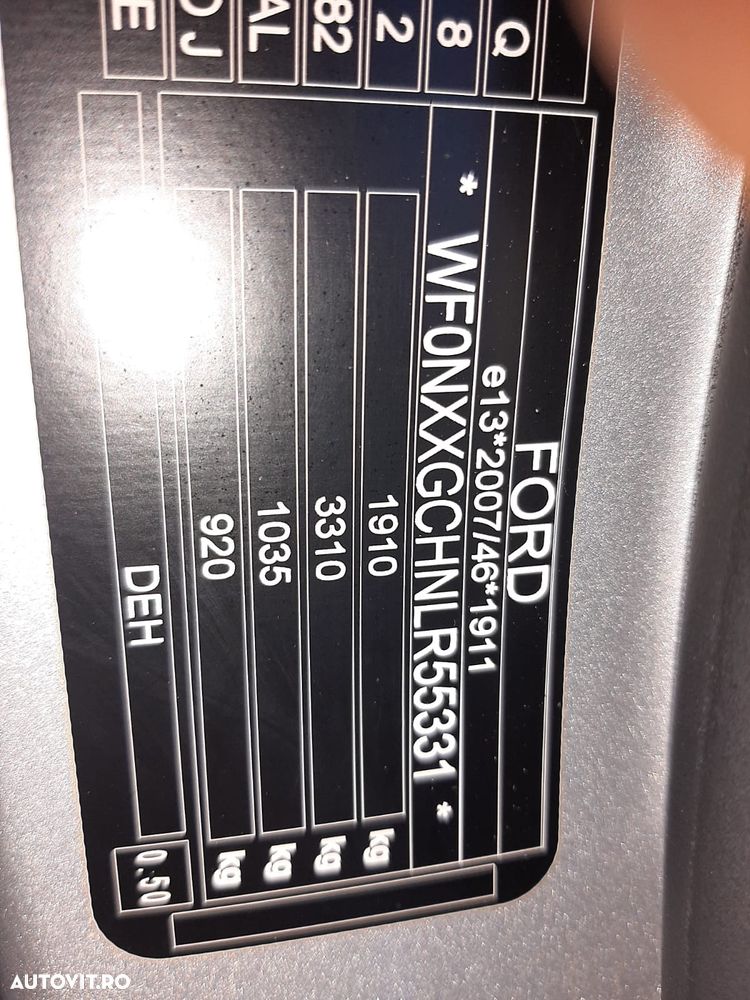 FORD
e13*2007/46*1911
* WF0NXXGCHNLR55331 *
1910 kg
3310 kg
1035 kg
920 kg
DEH 0.50
Q
8
2
82
AL
J
E
AUTOVIT.RO